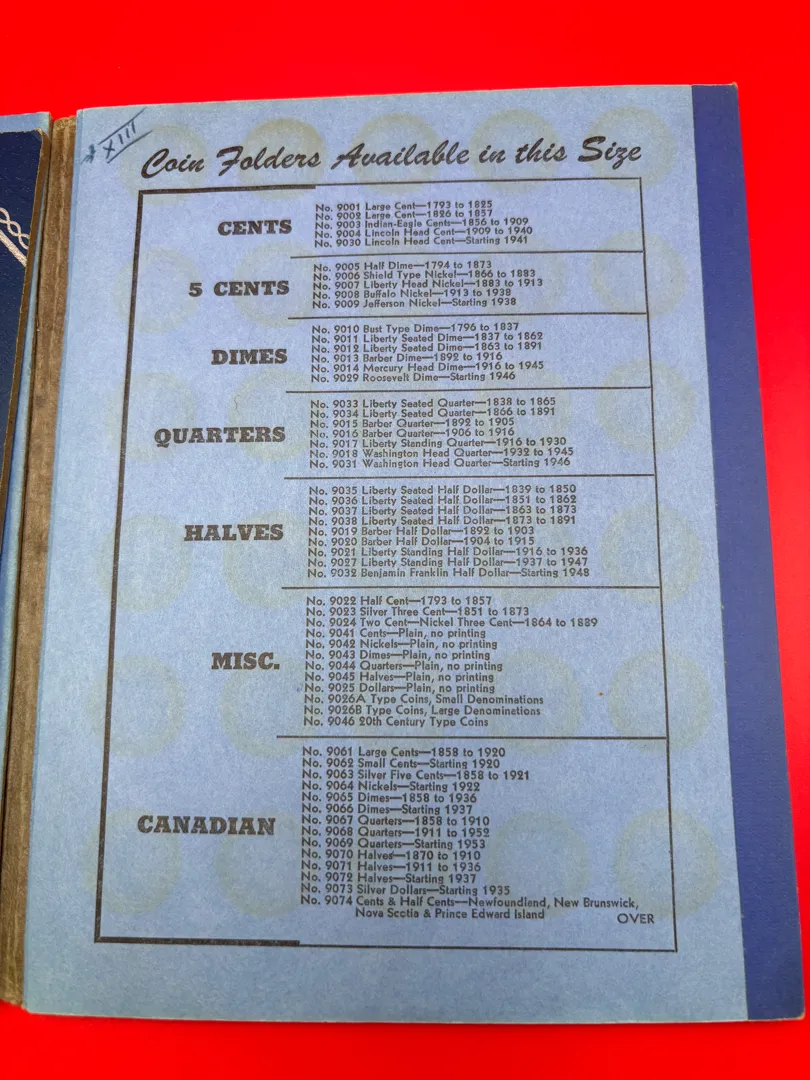 XIII
Coin Folders Available in this Size
CENTS
No. 9001 Large Cent—1793 to 1825
No. 9002 Large Cent—1826 to 1857
No. 9003 Indian-Eagle Cents—1856 to 1909
No. 9004 Lincoln Head Cent—1909 to 1940
No. 9030 Lincoln Head Cent—Starting 1941
5 CENTS
No. 9005 Half Dime—1794 to 1873
No. 9006 Shield Type Nickel—1866 to 1883
No. 9007 Liberty Head Nickel—1883 to 1913
No. 9008 Buffalo Nickel—1913 to 1938
No. 9009 Jefferson Nickel—Starting 1938
DIMES
No. 9010 Bust Type Dime—1796 to 1837
No. 9011 Liberty Seated Dime—1837 to 1862
No. 9012 Liberty Seated Dime—1863 to 1891
No. 9013 Barber Dime—1892 to 1916
No. 9014 Mercury Head Dime—1916 to 1945
No. 9029 Roosevelt Dime—Starting 1946
QUARTERS
No. 9033 Liberty Seated Quarter—1838 to 1865
No. 9034 Liberty Seated Quarter—1866 to 1891
No. 9015 Barber Quarter—1892 to 1905
No. 9016 Barber Quarter—1906 to 1916
No. 9017 Liberty Standing Quarter—1916 to 1930
No. 9018 Washington Head Quarter—1932 to 1945
No. 9031 Washington Head Quarter—Starting 1946
HALVES
No. 9035 Liberty Seated Half Dollar—1839 to 1850
No. 9036 Liberty Seated Half Dollar—1851 to 1862
No. 9037 Liberty Seated Half Dollar—1863 to 1873
No. 9038 Liberty Seated Half Dollar—1873 to 1891
No. 9019 Barber Half Dollar—1892 to 1903
No. 9020 Barber Half Dollar—1904 to 1915
No. 9021 Liberty Standing Half Dollar—1916 to 1936
No. 9027 Liberty Standing Half Dollar—1937 to 1947
No. 9032 Benjamin Franklin Half Dollar—Starting 1948
MISC.
No. 9022 Half Cent—1793 to 1857
No. 9023 Silver Three Cent—1851 to 1873
No. 9024 Two Cent—Nickel Three Cent—1864 to 1889
No. 9041 Cents—Plain, no printing
No. 9042 Nickels—Plain, no printing
No. 9043 Dimes—Plain, no printing
No. 9044 Quarters—Plain, no printing
No. 9045 Halves—Plain, no printing
No. 9025 Dollars—Plain, no printing
No. 9026A Type Coins, Small Denominations
No. 9026B Type Coins, Large Denominations
No. 9046 20th Century Type Coins
CANADIAN
No. 9061 Large Cents—1858 to 1920
No. 9062 Small Cents—Starting 1920
No. 9063 Silver Five Cents—1858 to 1921
No. 9064 Nickels—Starting 1922
No. 9065 Dimes—1858 to 1936
No. 9066 Dimes—Starting 1937
No. 9067 Quarters—1858 to 1910
No. 9068 Quarters—1911 to 1952
No. 9069 Quarters—Starting 1953
No. 9070 Halves—1870 to 1910
No. 9071 Halves—1911 to 1936
No. 9072 Halves—Starting 1937
No. 9073 Silver Dollars—Starting 1935
No. 9074 Cents & Half Cents—Newfoundland, New Brunswick,
Nova Scotia & Prince Edward Island
OVER